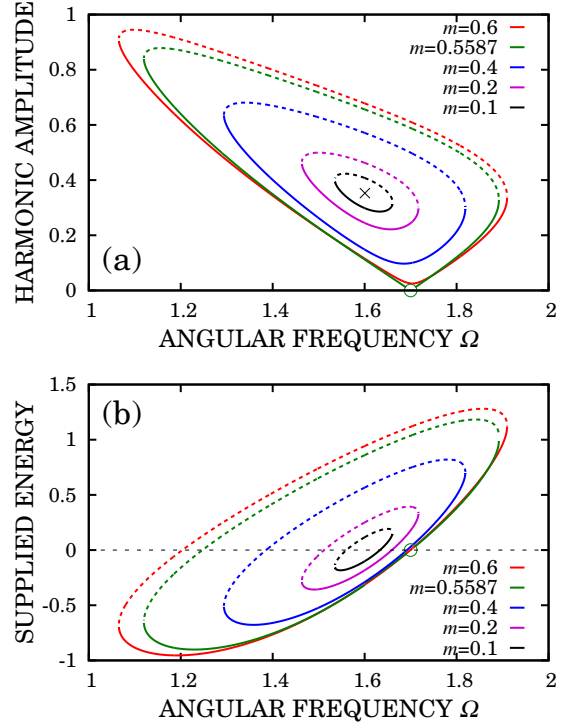 HARMONIC AMPLITUDE
1
0.8
0.6
0.4
0.2
0
(a)
m=0.6
m=0.5587
m=0.4
m=0.2
m=0.1
1 1.2 1.4 1.6 1.8 2
ANGULAR FREQUENCY Ω
SUPPLIED ENERGY
1.5
1
0.5
0
-0.5
-1
(b)
m=0.6
m=0.5587
m=0.4
m=0.2
m=0.1
1 1.2 1.4 1.6 1.8 2
ANGULAR FREQUENCY Ω